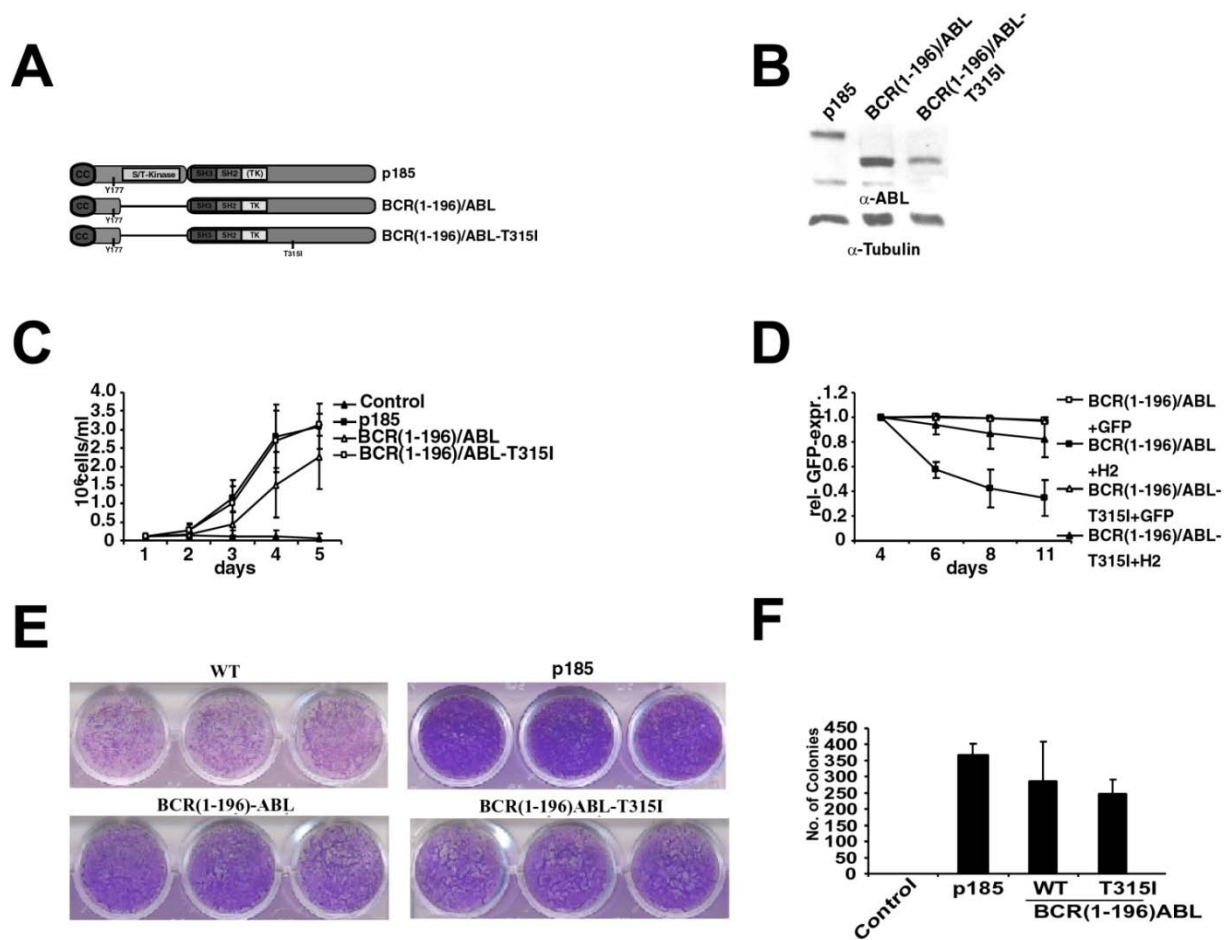 A
CC
S/T-Kinase
SH3
SH2
(TK)
p185
Y177
CC
SH3
SH2
TK
BCR(1-196)/ABL
Y177
CC
SH3
SH2
TK
BCR(1-196)/ABL-T315I
Y177
T315I
B
p185
BCR(1-196)/ABL
BCR(1-196)/ABL-
T315I
α-ABL
α-Tubulin
C
10⁶cells/ml
4.0
3.5
3.0
2.5
2.0
1.5
1.0
0.5
0
1 2 3 4 5
days
Control
p185
BCR(1-196)/ABL
BCR(1-196)/ABL-T315I
D
rel- GFP-expr.
1.2
1.0
0.8
0.6
0.4
0.2
0
4 6 8 11
days
BCR(1-196)/ABL
+GFP
BCR(1-196)/ABL
+H2
BCR(1-196)/ABL-
T315I+GFP
BCR(1-196)/ABL-
T315I+H2
E
WT
p185
BCR(1-196)-ABL
BCR(1-196)ABL-T315I
F
No. of Colonies
450
400
350
300
250
200
150
100
50
0
Control
p185
WT
T315I
BCR(1-196)ABL